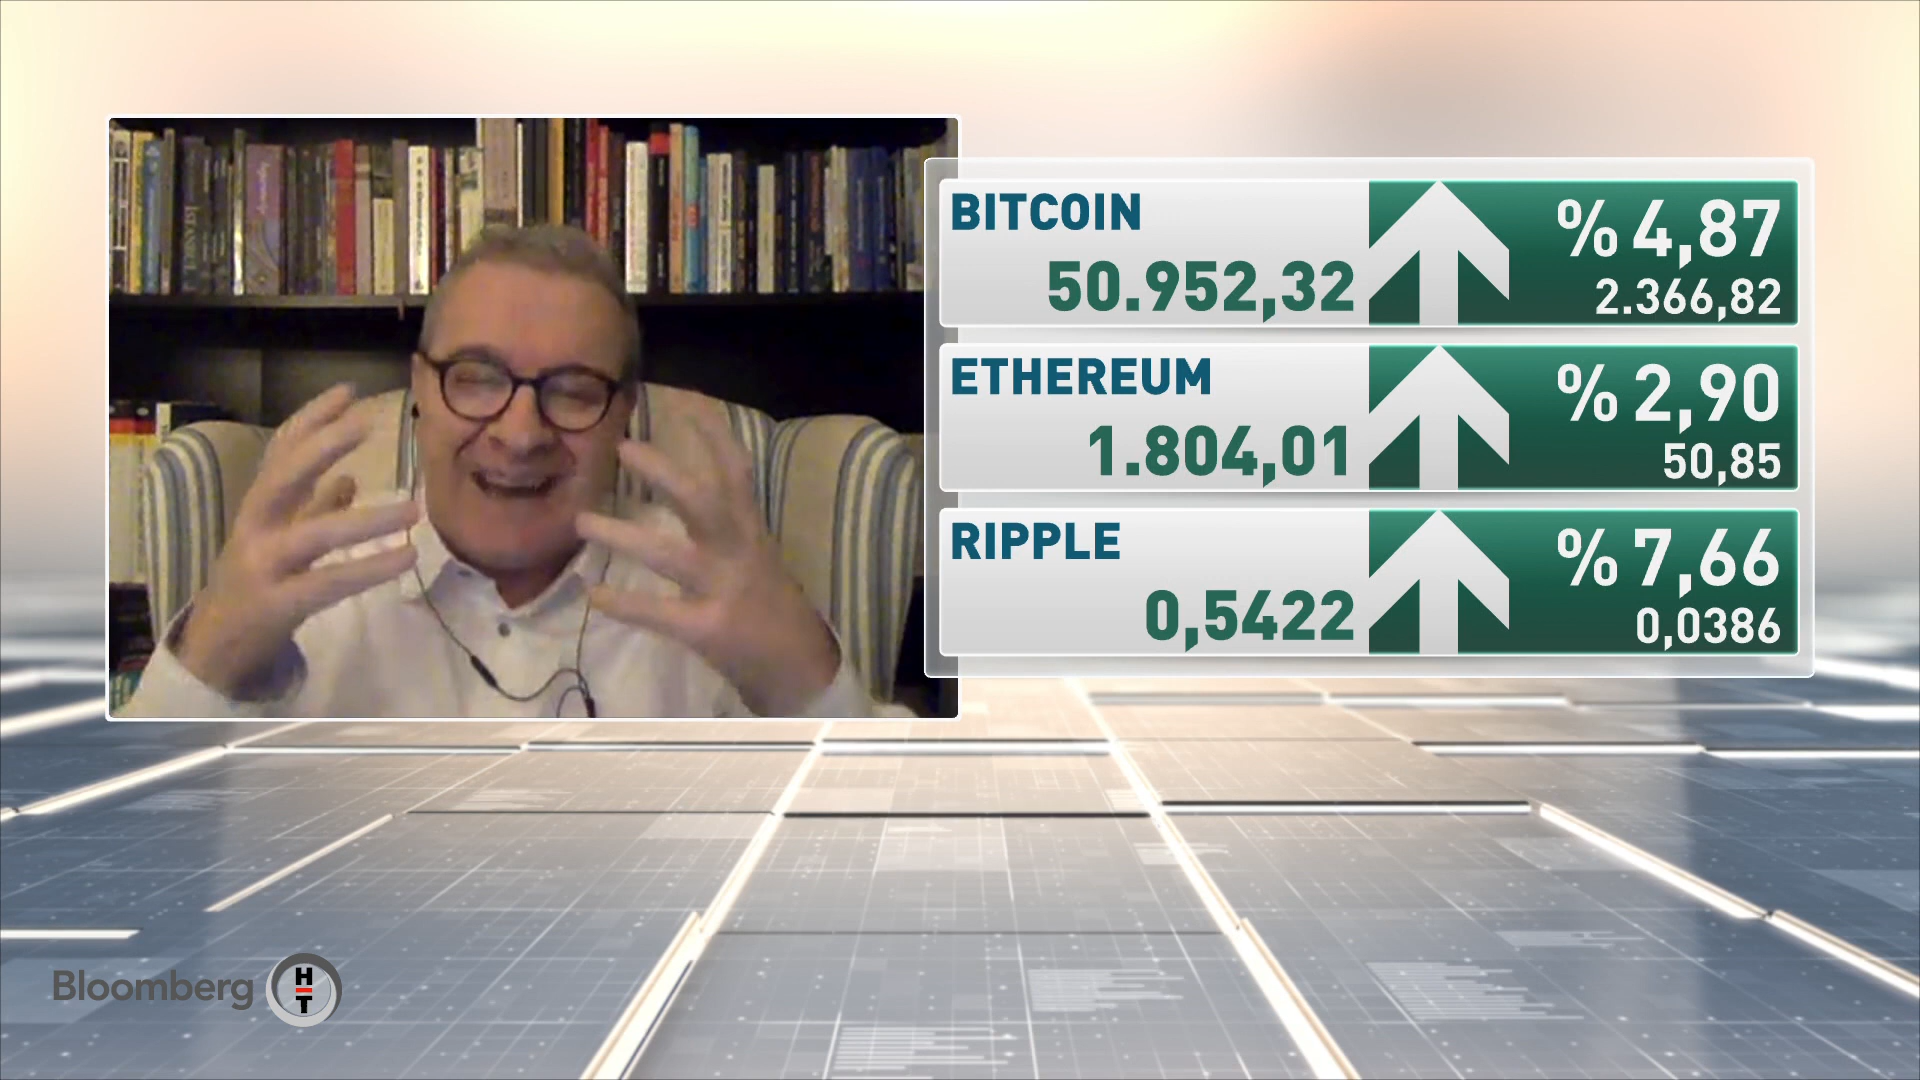 BITCOIN
50.952,32
% 4,87
2.366,82
ETHEREUM
1.804,01
% 2,90
50,85
RIPPLE
0,5422
% 7,66
0,0386
Bloomberg HT